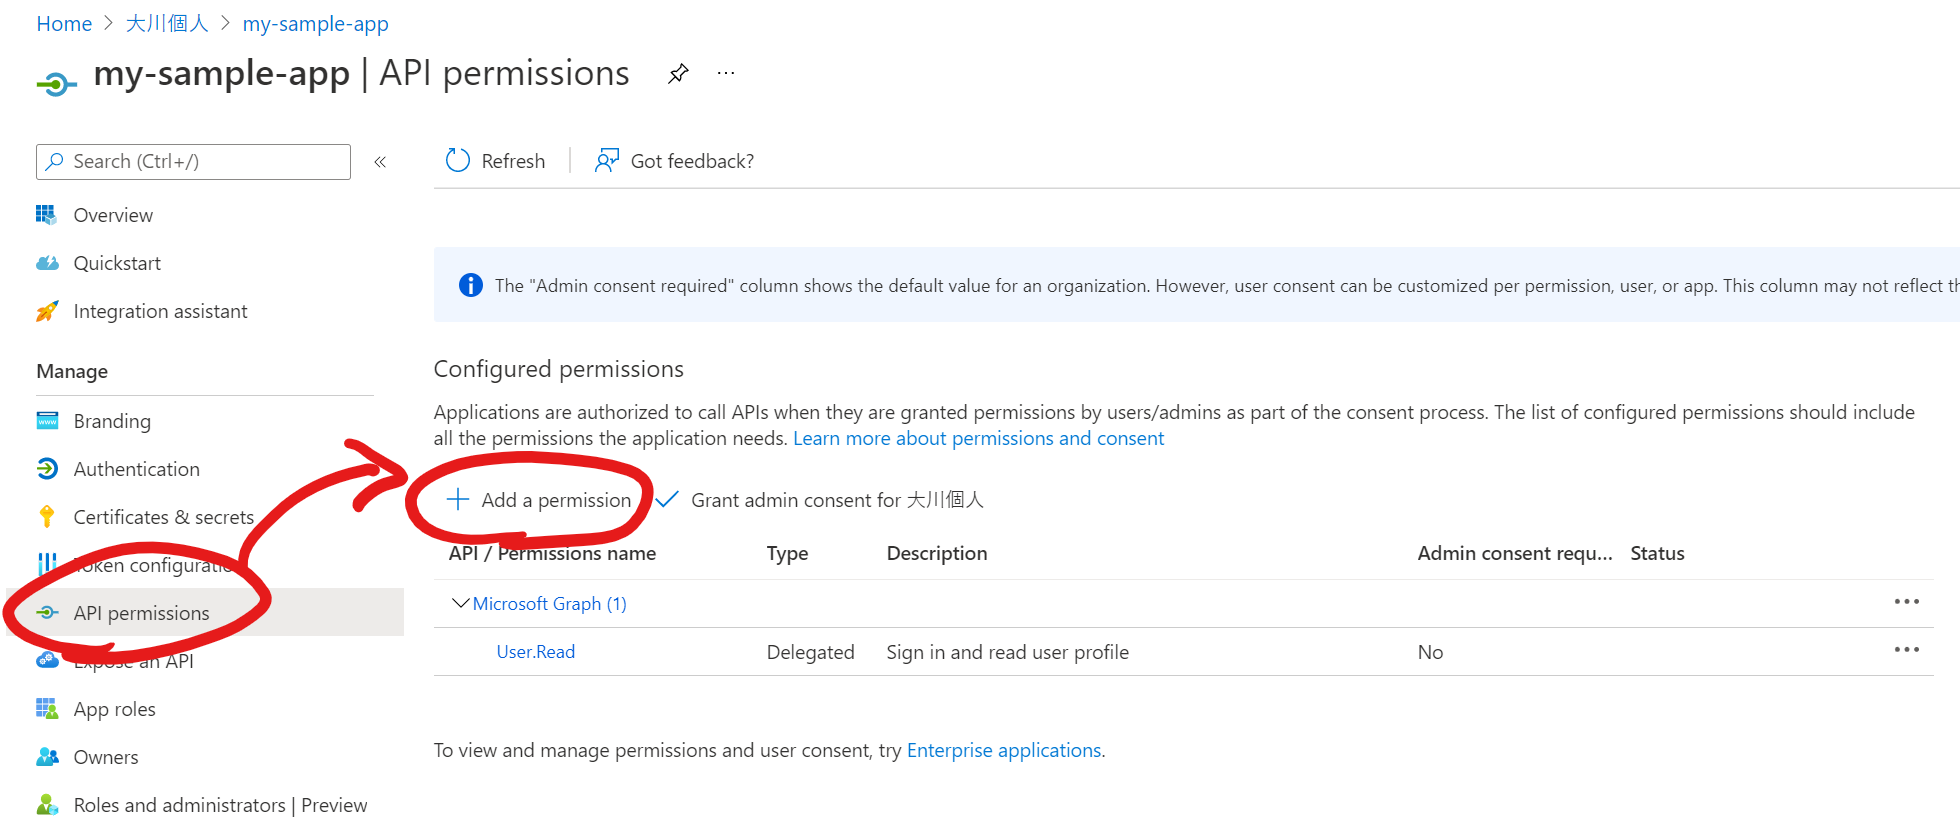 Home > 大川個人 > my-sample-app
my-sample-app | API permissions
Search (Ctrl+/)
Refresh
Got feedback?
Overview
Quickstart
Integration assistant
Manage
Branding
Authentication
Certificates & secrets
Token configuration
API permissions
Expose an API
App roles
Owners
Roles and administrators | Preview
The "Admin consent required" column shows the default value for an organization. However, user consent can be customized per permission, user, or app. This column may not reflect
Configured permissions
Applications are authorized to call APIs when they are granted permissions by users/admins as part of the consent process. The list of configured permissions should include
all the permissions the application needs. Learn more about permissions and consent
Add a permission
Grant admin consent for 大川個人
API / Permissions name Type Description Admin consent requ... Status
Microsoft Graph (1)
User.Read Delegated Sign in and read user profile No
To view and manage permissions and user consent, try Enterprise applications.